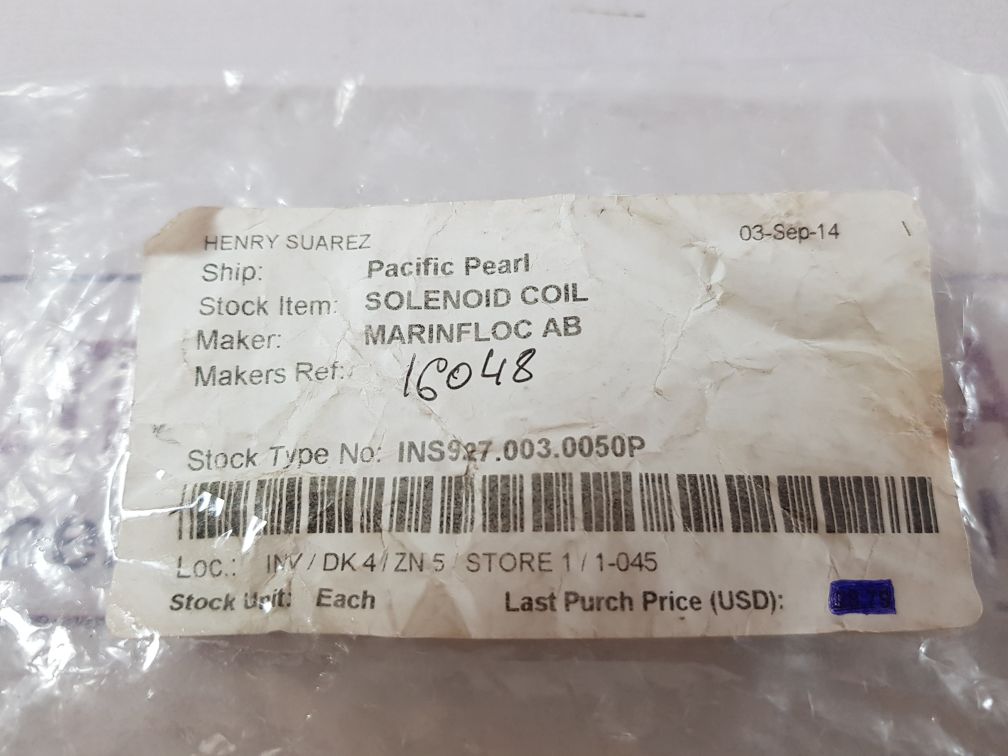 HENRY SUAREZ 03-Sep-14
Ship: Pacific Pearl
Stock Item: SOLENOID COIL
Maker: MARINFLOC AB
Makers Ref: 16048
Stock Type No: INS927.003.0050P
Loc.: INV / DK 4 / ZN 5 / STORE 1 / 1-045
Stock Unit: Each Last Purch Price (USD):